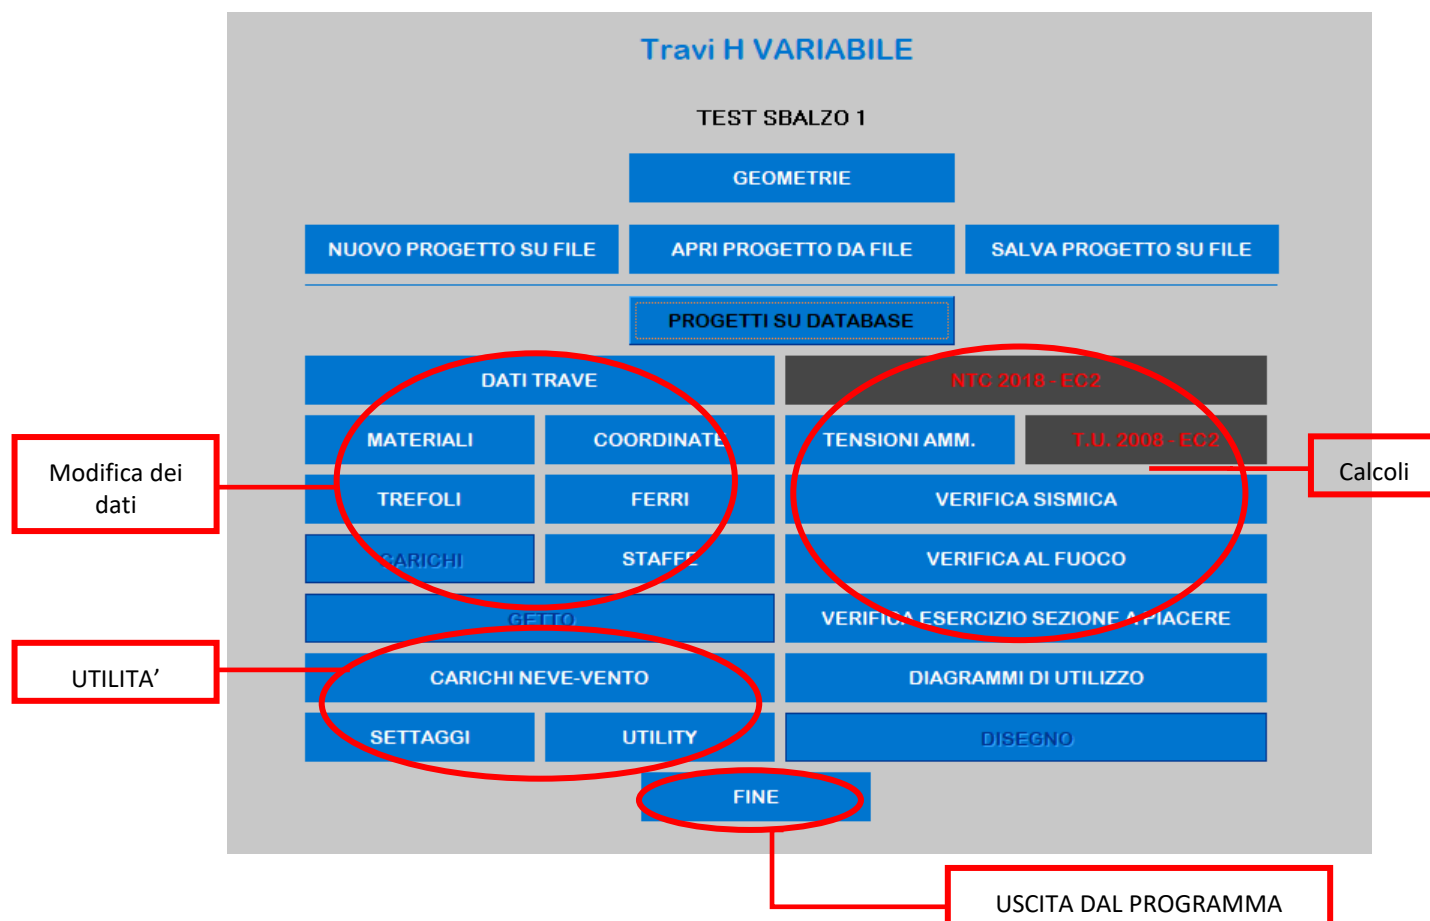 Travi H VARIABILE
TEST SBALZO 1
GEOMETRIE
NUOVO PROGETTO SU FILE
APRI PROGETTO DA FILE
SALVA PROGETTO SU FILE
PROGETTI SU DATABASE
DATI TRAVE
NTC 2018 - EC2
MATERIALI
COORDINATE
TENSIONI AMM.
T.U. 2008 - EC2
Modifica dei
dati
Calcoli
TREFOLI
FERRI
VERIFICA SISMICA
CARICHI
STAFFE
VERIFICA AL FUOCO
GETTO
VERIFICA ESERCIZIO SEZIONE A PIACERE
UTILITA’
CARICHI NEVE-VENTO
DIAGRAMMI DI UTILIZZO
SETTAGGI
UTILITY
DISEGNO
FINE
USCITA DAL PROGRAMMA